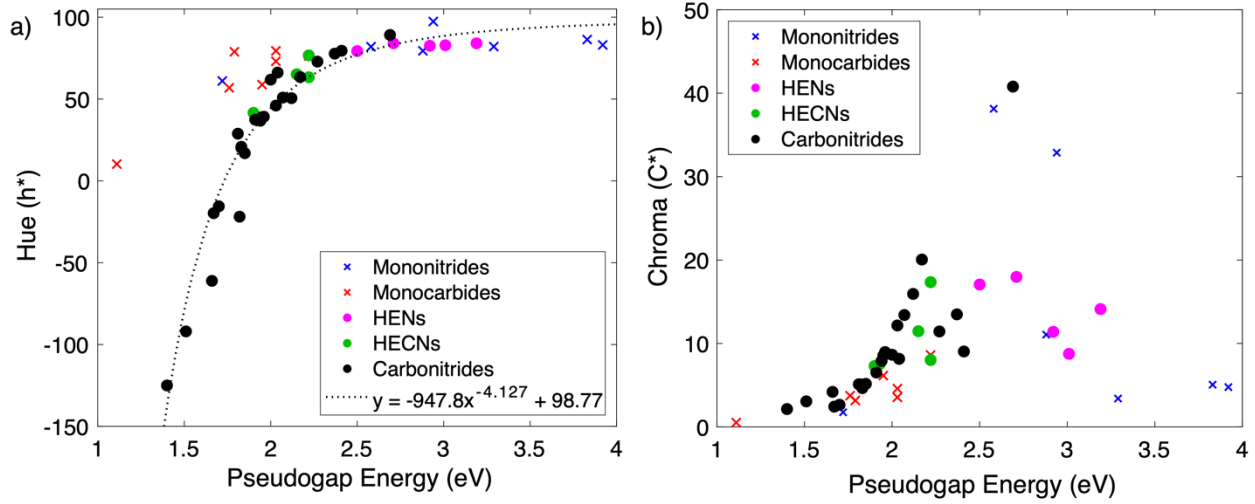 a)
100
50
0
-50
-100
-150
Hue (h*)
1
1.5
2
2.5
3
3.5
4
Pseudogap Energy (eV)
Mononitrides
Monocarbides
HENs
HECNs
Carbonitrides
y = -947.8x^-4.127 + 98.77
b)
50
40
30
20
10
0
Chroma (C*)
1
1.5
2
2.5
3
3.5
4
Pseudogap Energy (eV)
Mononitrides
Monocarbides
HENs
HECNs
Carbonitrides